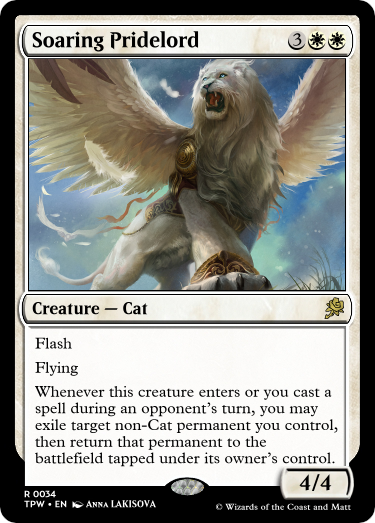 Soaring Pridelord 3
Creature — Cat
Flash
Flying
Whenever this creature enters or you cast a
spell during an opponent's turn, you may
exile target non-Cat permanent you control,
then return that permanent to the
battlefield tapped under its owner's control.
4/4
R 0034
TPW • EN Anna LAKISOVA
© Wizards of the Coast and Matt